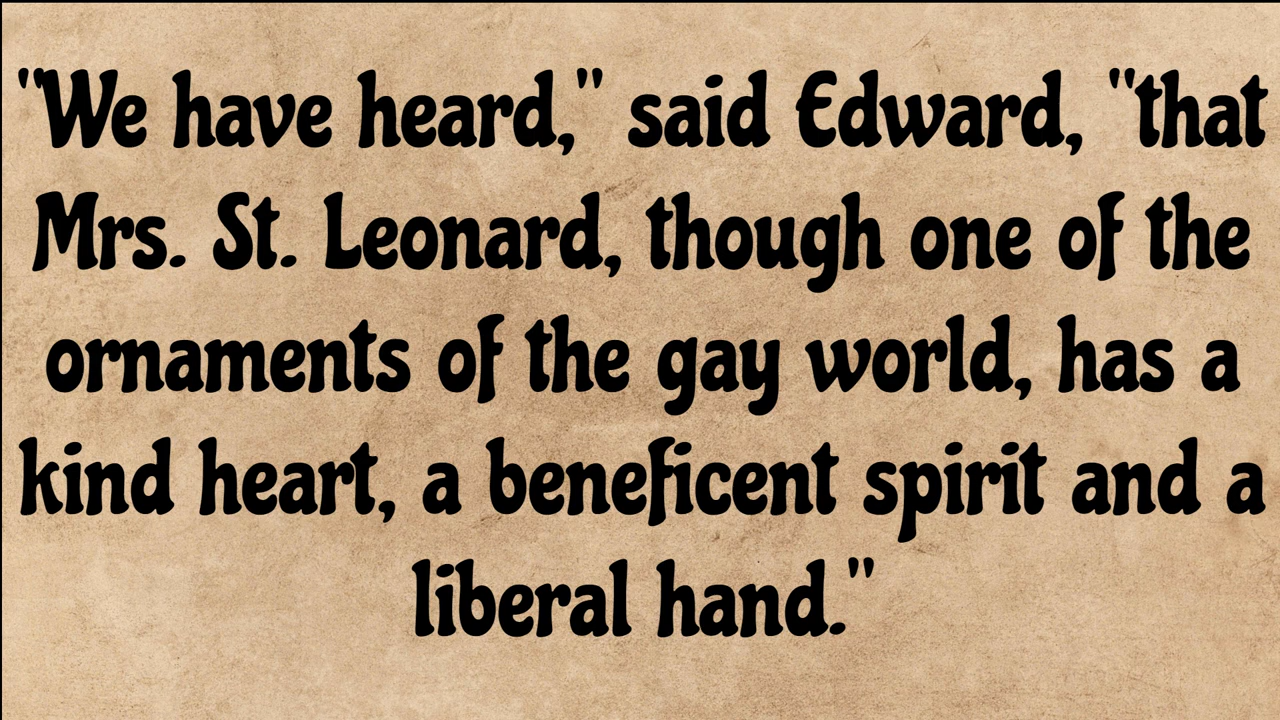 "We have heard," said Edward, "that
Mrs. St. Leonard, though one of the
ornaments of the gay world, has a
kind heart, a beneficent spirit and a
liberal hand."